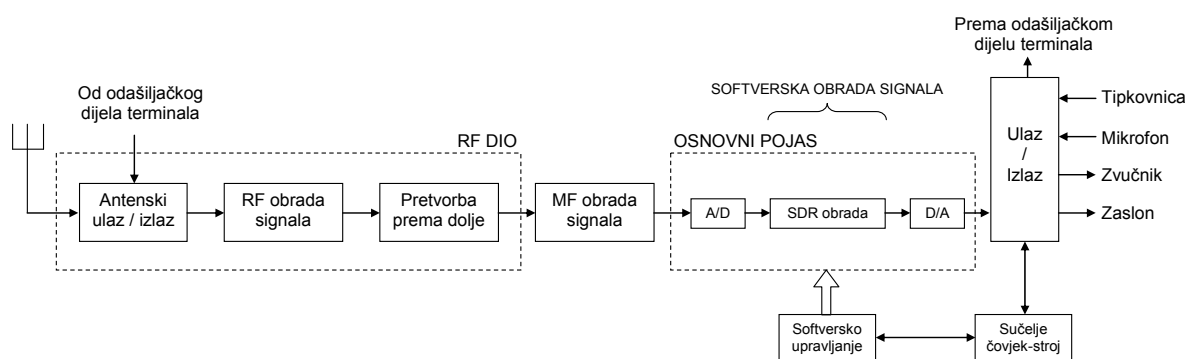 Prema odašiljačkom
dijelu terminala
Od odašiljačkog
dijela terminala
SOFTVERSKA OBRADA SIGNALA
RF DIO
OSNOVNI POJAS
Antenski
ulaz / izlaz
RF obrada
signala
Pretvorba
prema dolje
MF obrada
signala
A/D
SDR obrada
D/A
Ulaz
/
Izlaz
Tipkovnica
Mikrofon
Zvučnik
Zaslon
Softversko
upravljanje
Sučelje
čovjek-stroj